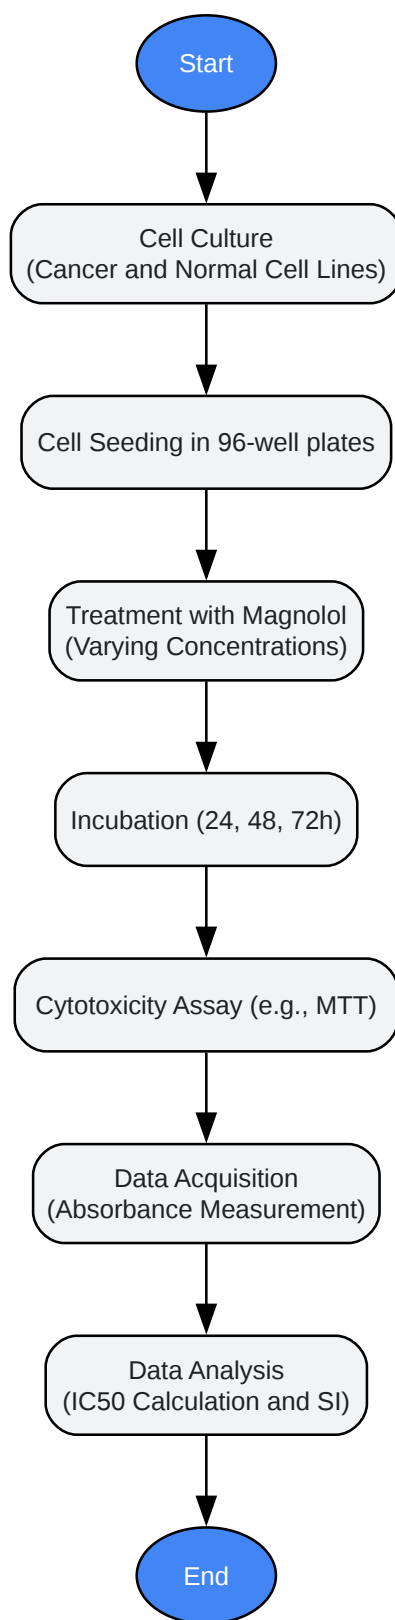 Start
Cell Culture
(Cancer and Normal Cell Lines)
Cell Seeding in 96-well plates
Treatment with Magnolol
(Varying Concentrations)
Incubation (24, 48, 72h)
Cytotoxicity Assay (e.g., MTT)
Data Acquisition
(Absorbance Measurement)
Data Analysis
(IC50 Calculation and SI)
End